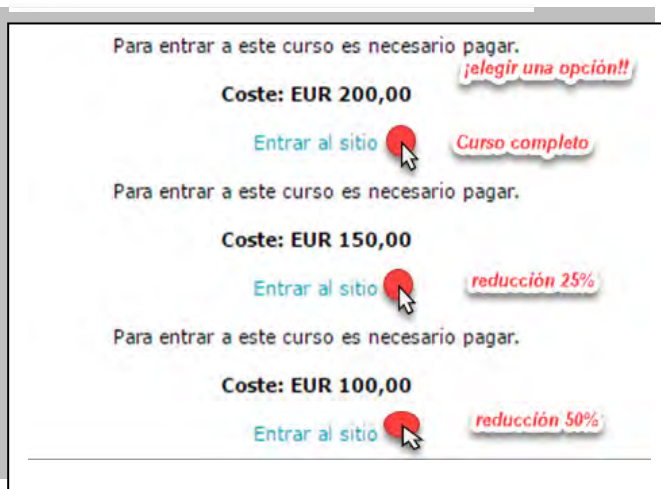 Para entrar a este curso es necesario pagar.
¡elegir una opción!!
Coste: EUR 200,00
Entrar al sitio
Curso completo
Para entrar a este curso es necesario pagar.
Coste: EUR 150,00
Entrar al sitio
reducción 25%
Para entrar a este curso es necesario pagar.
Coste: EUR 100,00
Entrar al sitio
reducción 50%